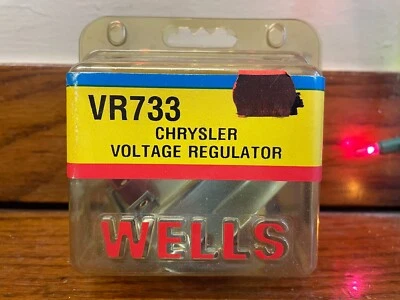 VR733
CHRYSLER
VOLTAGE REGULATOR
WELLS